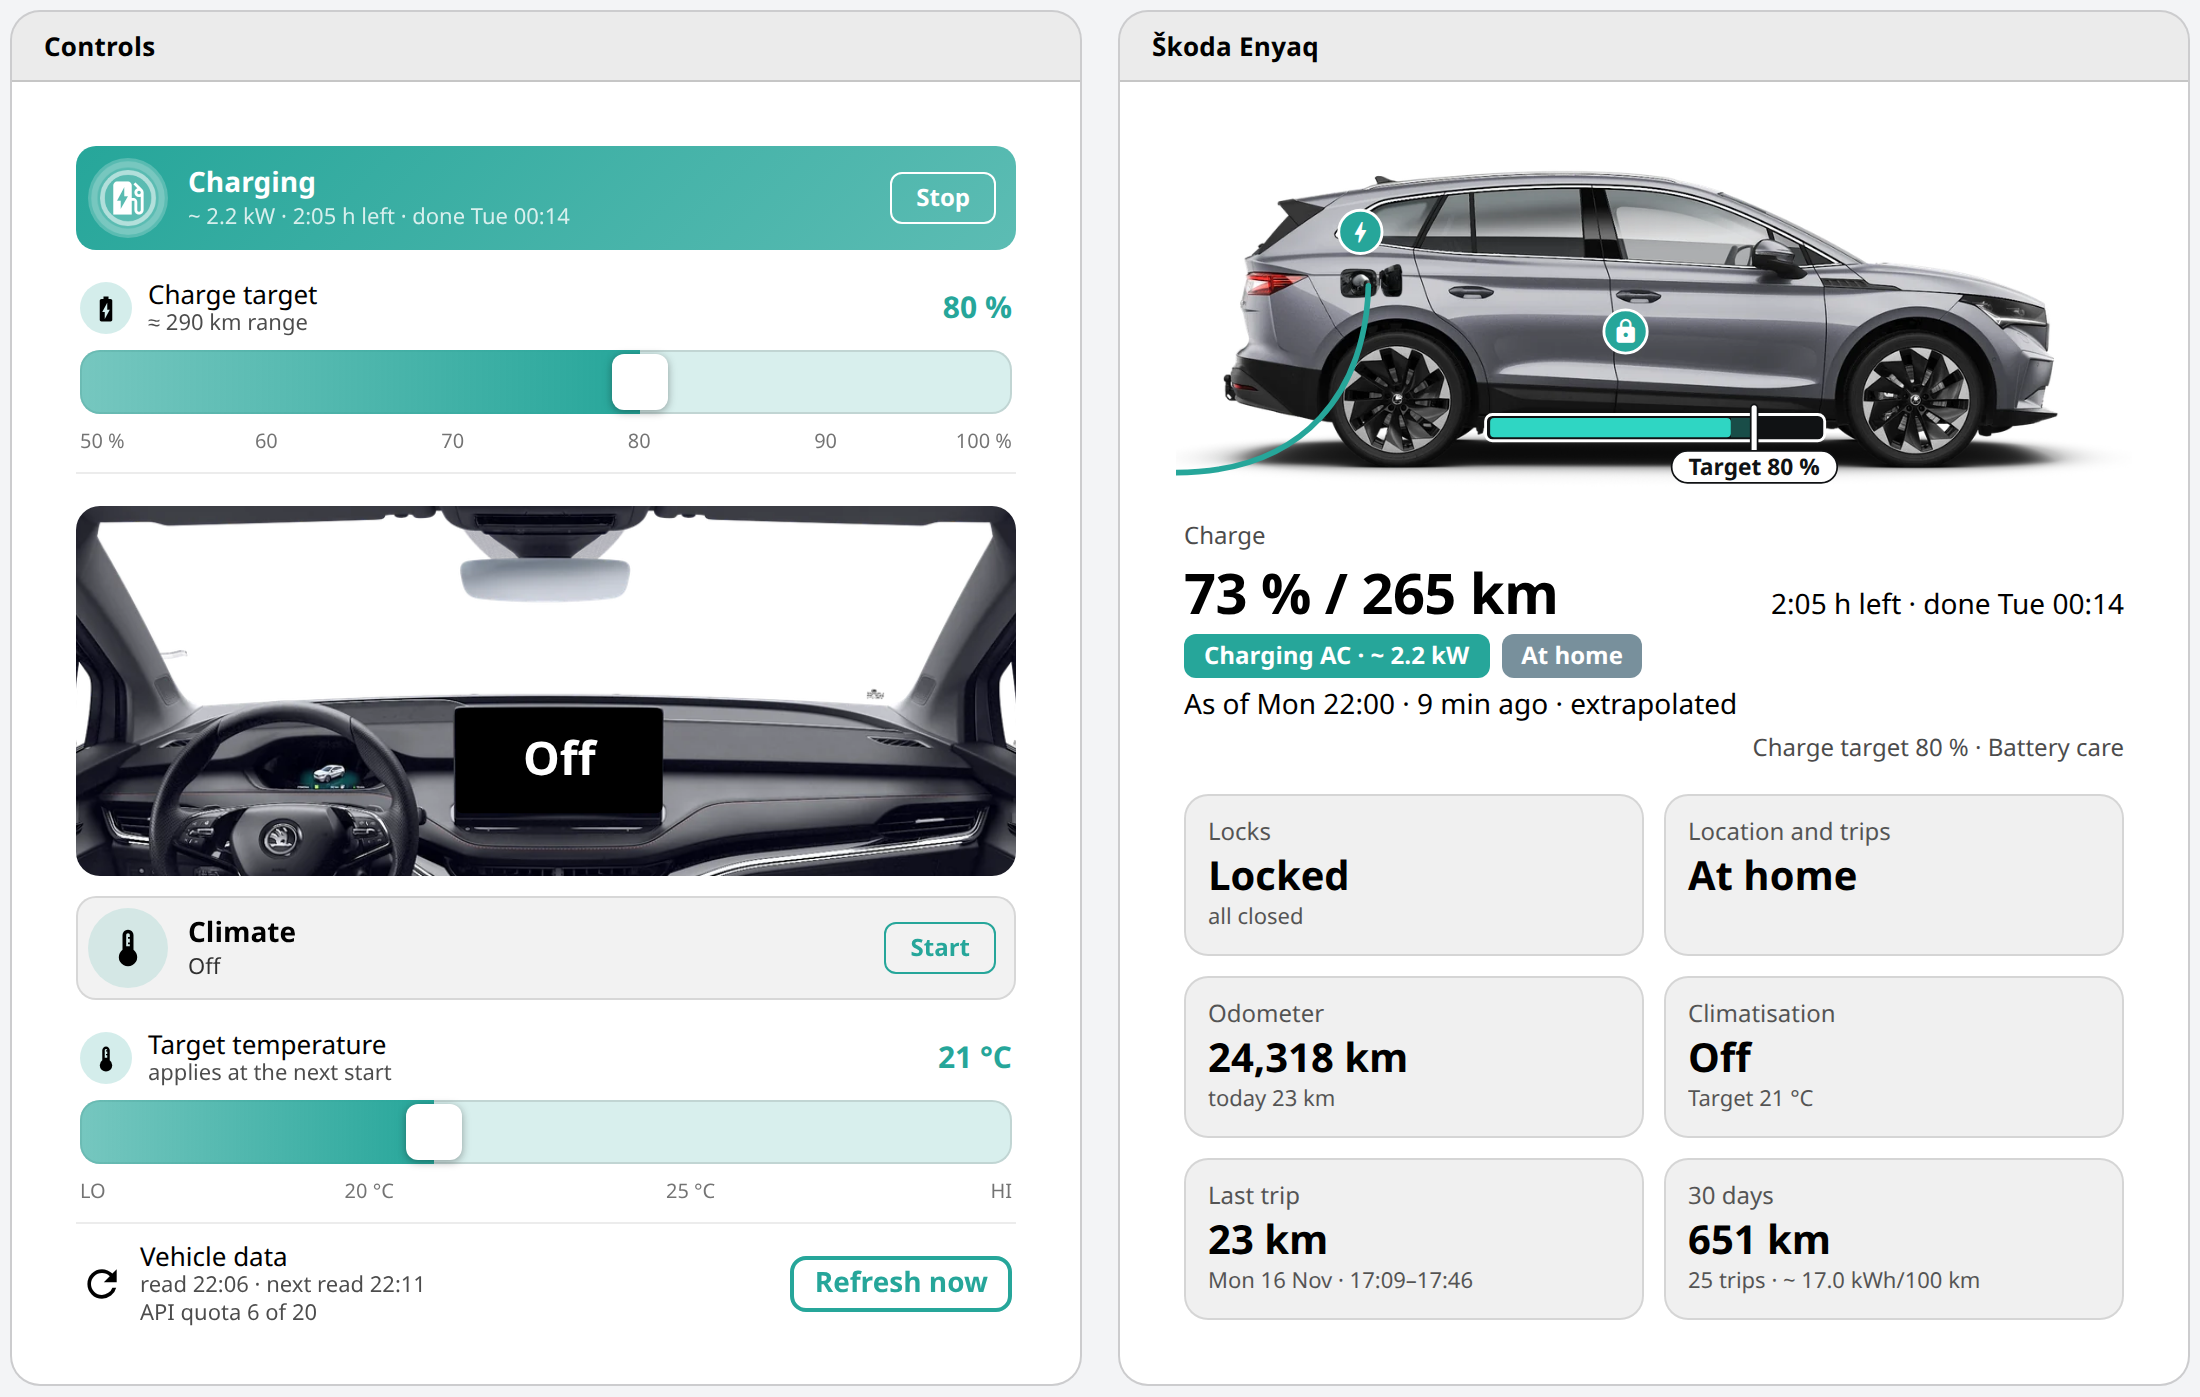 Controls
Charging
~ 2.2 kW · 2:05 h left · done Tue 00:14
Stop
Charge target
≈ 290 km range
80 %
50 %
60
70
80
90
100 %
Off
Climate
Off
Start
Target temperature
applies at the next start
21 °C
LO
20 °C
25 °C
HI
Vehicle data
read 22:06 · next read 22:11
API quota 6 of 20
Refresh now
Škoda Enyaq
Target 80 %
Charge
73 % / 265 km
2:05 h left · done Tue 00:14
Charging AC · ~ 2.2 kW
At home
As of Mon 22:00 · 9 min ago · extrapolated
Charge target 80 % · Battery care
Locks
Locked
all closed
Location and trips
At home
Odometer
24,318 km
today 23 km
Climatisation
Off
Target 21 °C
Last trip
23 km
Mon 16 Nov · 17:09–17:46
30 days
651 km
25 trips · ~ 17.0 kWh/100 km